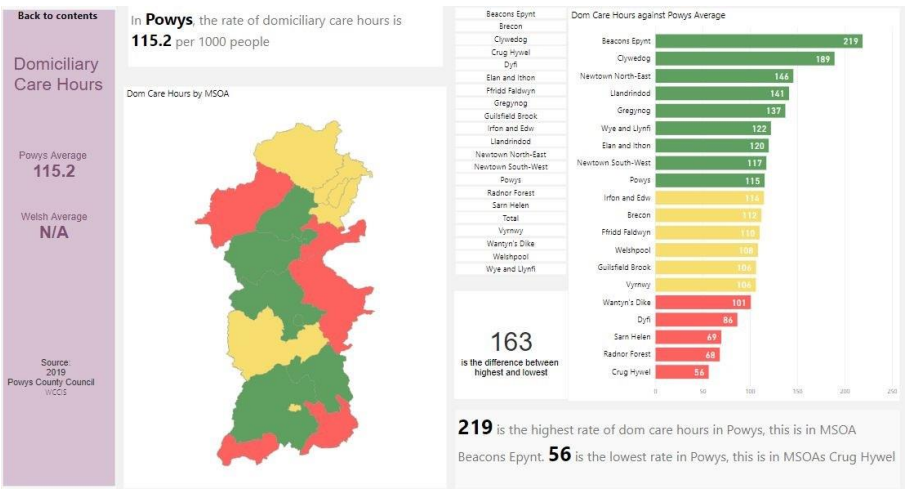 Back to contents
Domiciliary
Care Hours
Powys Average
115.2
Welsh Average
N/A
Source:
2019
Powys County Council
WCCIS
In Powys, the rate of domiciliary care hours is
115.2 per 1000 people
Dom Care Hours by MSOA
Beacons Epynt
Brecon
Clywedog
Crug Hywel
Dyfi
Elan and Ithon
Ffridd Faldwyn
Gregynog
Guilsfield Brook
Irfon and Edw
Llandrindod
Newtown North-East
Newtown South-West
Powys
Radnor Forest
Sarn Helen
Total
Vyrnwy
Wantyn's Dike
Welshpool
Wye and Llynfi
163
is the difference between
highest and lowest
Dom Care Hours against Powys Average
Beacons Epynt 219
Clywedog 189
Newtown North-East 146
Llandrindod 141
Gregynog 137
Wye and Llynfi 122
Elan and Ithon 120
Newtown South-West 117
Powys 115
Irfon and Edw 114
Brecon 112
Ffridd Faldwyn 110
Welshpool 108
Guilsfield Brook 106
Vyrnwy 106
Wantyn's Dike 101
Dyfi 86
Sarn Helen 69
Radnor Forest 68
Crug Hywel 56
0 50 100 150 200 250
219 is the highest rate of dom care hours in Powys, this is in MSOA
Beacons Epynt. 56 is the lowest rate in Powys, this is in MSOAs Crug Hywel